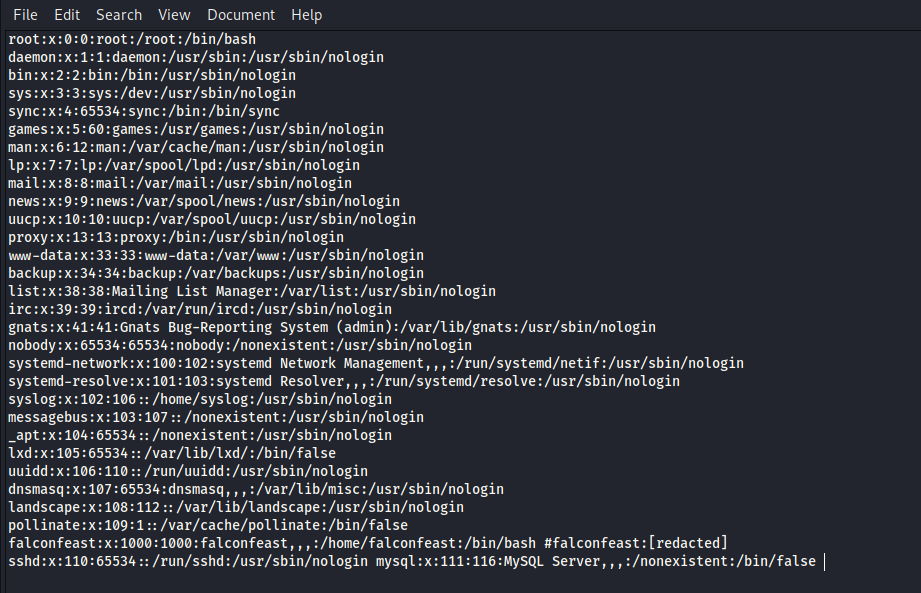 File Edit Search View Document Help
root:x:0:0:root:/root:/bin/bash
daemon:x:1:1:daemon:/usr/sbin:/usr/sbin/nologin
bin:x:2:2:bin:/bin:/usr/sbin/nologin
sys:x:3:3:sys:/dev:/usr/sbin/nologin
sync:x:4:65534:sync:/bin:/bin/sync
games:x:5:60:games:/usr/games:/usr/sbin/nologin
man:x:6:12:man:/var/cache/man:/usr/sbin/nologin
lp:x:7:7:lp:/var/spool/lpd:/usr/sbin/nologin
mail:x:8:8:mail:/var/mail:/usr/sbin/nologin
news:x:9:9:news:/var/spool/news:/usr/sbin/nologin
uucp:x:10:10:uucp:/var/spool/uucp:/usr/sbin/nologin
proxy:x:13:13:proxy:/bin:/usr/sbin/nologin
www-data:x:33:33:www-data:/var/www:/usr/sbin/nologin
backup:x:34:34:backup:/var/backups:/usr/sbin/nologin
list:x:38:38:Mailing List Manager:/var/list:/usr/sbin/nologin
irc:x:39:39:ircd:/var/run/ircd:/usr/sbin/nologin
gnats:x:41:41:Gnats Bug-Reporting System (admin):/var/lib/gnats:/usr/sbin/nologin
nobody:x:65534:65534:nobody:/nonexistent:/usr/sbin/nologin
systemd-network:x:100:102:systemd Network Management,,,:/run/systemd/netif:/usr/sbin/nologin
systemd-resolve:x:101:103:systemd Resolver,,,:/run/systemd/resolve:/usr/sbin/nologin
syslog:x:102:106::/home/syslog:/usr/sbin/nologin
messagebus:x:103:107::/nonexistent:/usr/sbin/nologin
_apt:x:104:65534::/nonexistent:/usr/sbin/nologin
lxd:x:105:65534::/var/lib/lxd/:/bin/false
uuidd:x:106:110::/run/uuidd:/usr/sbin/nologin
dnsmasq:x:107:65534:dnsmasq,,,:/var/lib/misc:/usr/sbin/nologin
landscape:x:108:112::/var/lib/landscape:/usr/sbin/nologin
pollinate:x:109:1::/var/cache/pollinate:/bin/false
falconfeast:x:1000:1000:falconfeast,,,:/home/falconfeast:/bin/bash #falconfeast:[redacted]
sshd:x:110:65534::/run/sshd:/usr/sbin/nologin mysql:x:111:116:MySQL Server,,,:/nonexistent:/bin/false